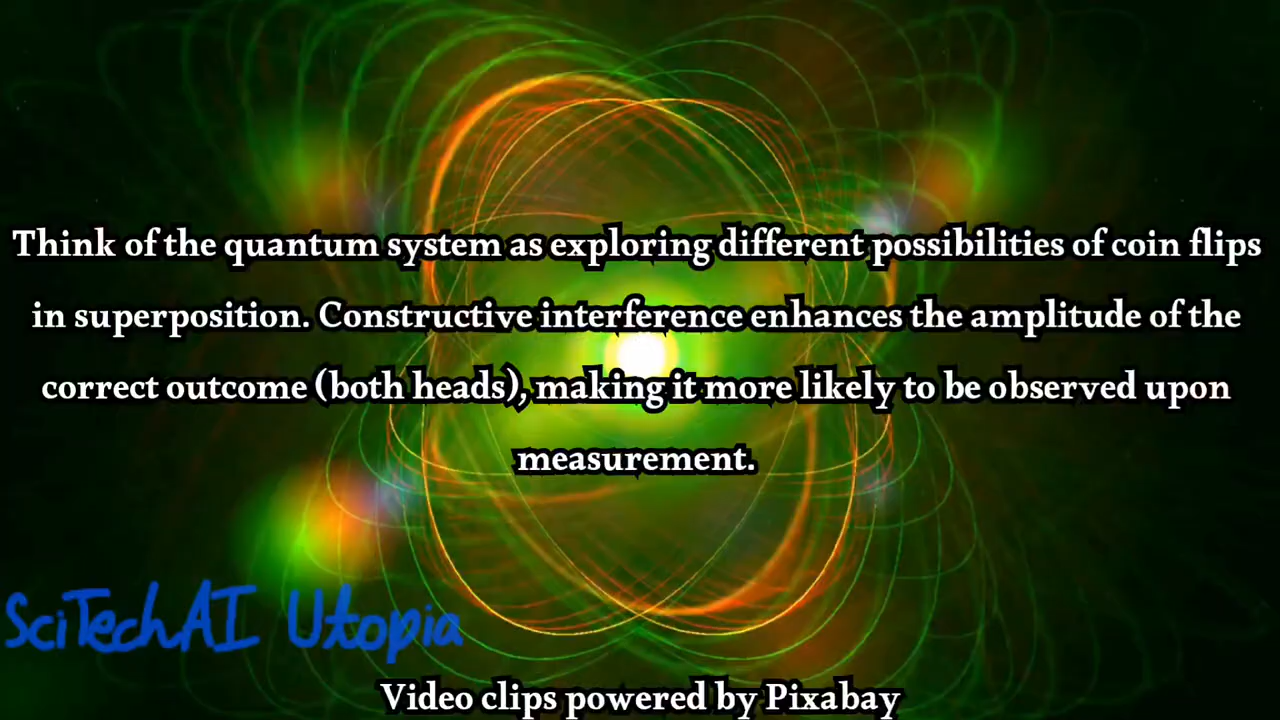 Think of the quantum system as exploring different possibilities of coin flips
in superposition. Constructive interference enhances the amplitude of the
correct outcome (both heads), making it more likely to be observed upon
measurement.
SciTechAI Utopia
Video clips powered by Pixabay